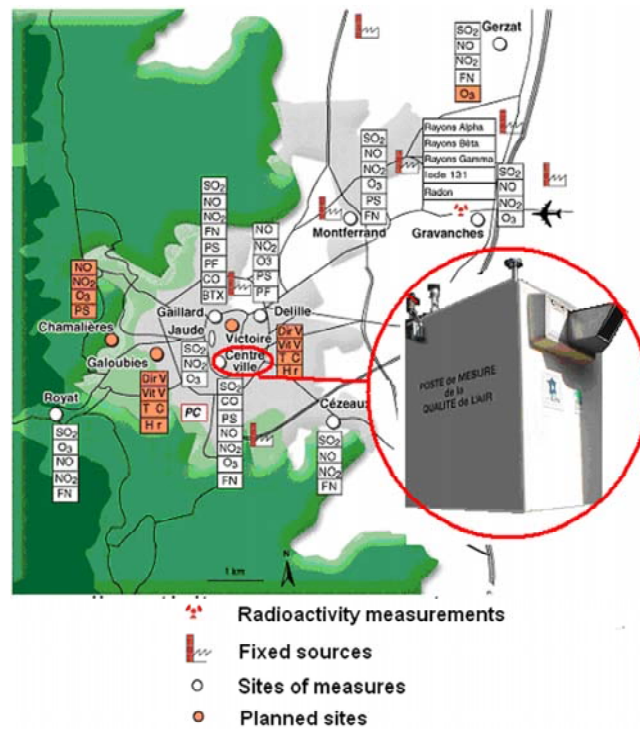 SO2
NO
NO2
FN
O3
Gerzat
Rayons Alpha
Rayons Bêta
Rayons Gamma
Iode 131
Radon
SO2
NO
NO2
O3
PS
FN
SO2
NO
NO2
O3
Montferrand
Gravanches
SO2
NO
NO2
FN
PS
PF
CO
BTX
NO
NO2
O3
PS
PF
NO
NO2
O3
PS
Chamalières
Gaillard
Delille
Jaude
Victoire
Galoubies
SO2
NO2
O3
Centre
ville
Dir V
Vit V
T C
H r
Dir V
Vit V
T C
H r
PC
Royat
SO2
O3
NO
NO2
FN
SO2
CO
PS
NO
NO2
O3
FN
Cézeaux
SO2
O3
NO
NO2
FN
POSTE de MESURE
de la
QUALITÉ de L'AIR
1 km
N
Radioactivity measurements
Fixed sources
Sites of measures
Planned sites